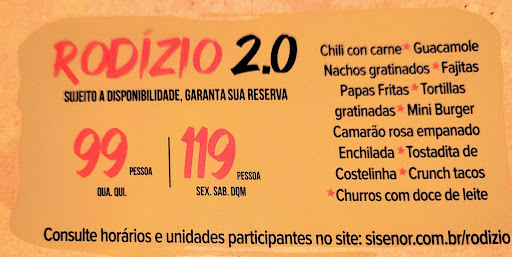 RODÍZIO 2.0
SUJEITO A DISPONIBILIDADE, GARANTA SUA RESERVA
99 PESSOA
QUA. QUI.
119 PESSOA
SEX. SAB. DOM
Chili con carne * Guacamole
Nachos gratinados * Fajitas
Papas Fritas * Tortillas
gratinadas * Mini Burger
Camarão rosa empanado
Enchilada * Tostadita de
Costelinha * Crunch tacos
* Churros com doce de leite
Consulte horários e unidades participantes no site: sisenor.com.br/rodizio